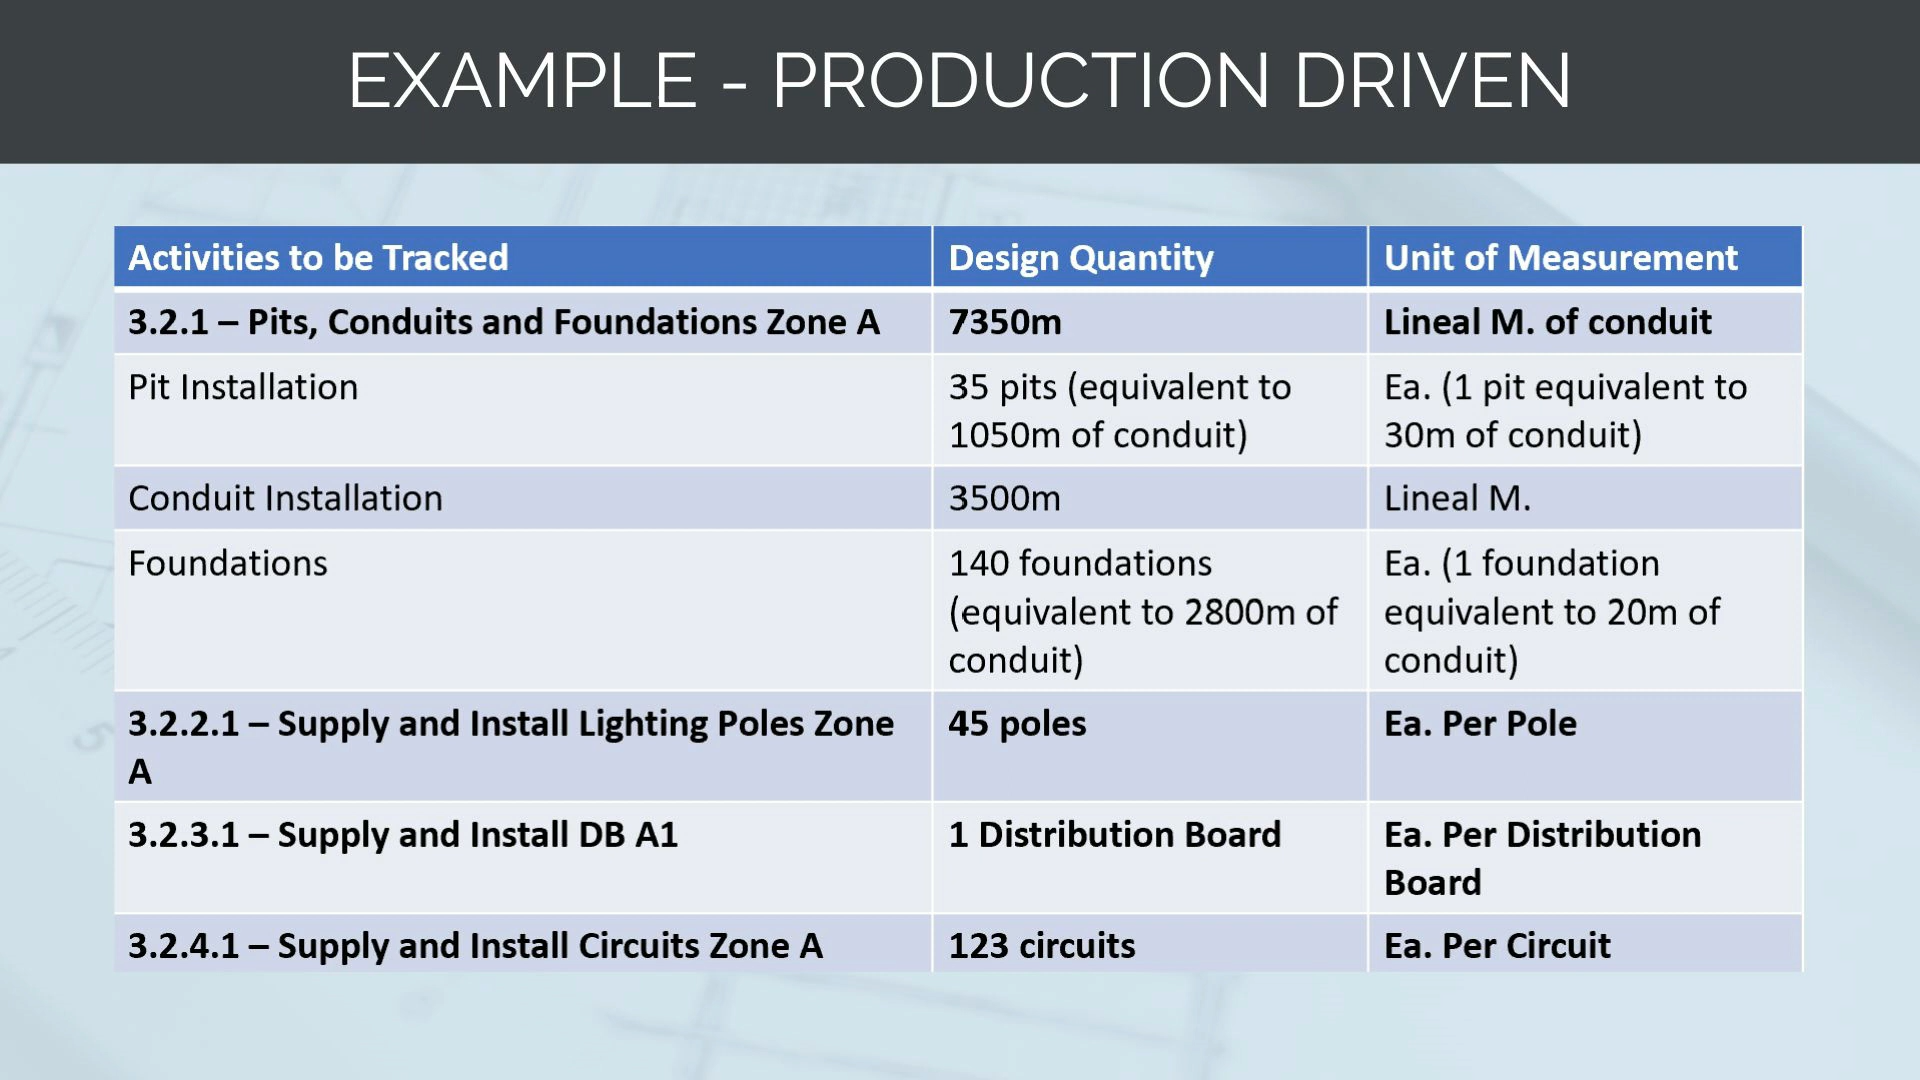 EXAMPLE - PRODUCTION DRIVEN
Activities to be Tracked
Design Quantity
Unit of Measurement
3.2.1 – Pits, Conduits and Foundations Zone A
7350m
Lineal M. of conduit
Pit Installation
35 pits (equivalent to
1050m of conduit)
Ea. (1 pit equivalent to
30m of conduit)
Conduit Installation
3500m
Lineal M.
Foundations
140 foundations
(equivalent to 2800m of
conduit)
Ea. (1 foundation
equivalent to 20m of
conduit)
3.2.2.1 – Supply and Install Lighting Poles Zone
A
45 poles
Ea. Per Pole
3.2.3.1 – Supply and Install DB A1
1 Distribution Board
Ea. Per Distribution
Board
3.2.4.1 – Supply and Install Circuits Zone A
123 circuits
Ea. Per Circuit
5